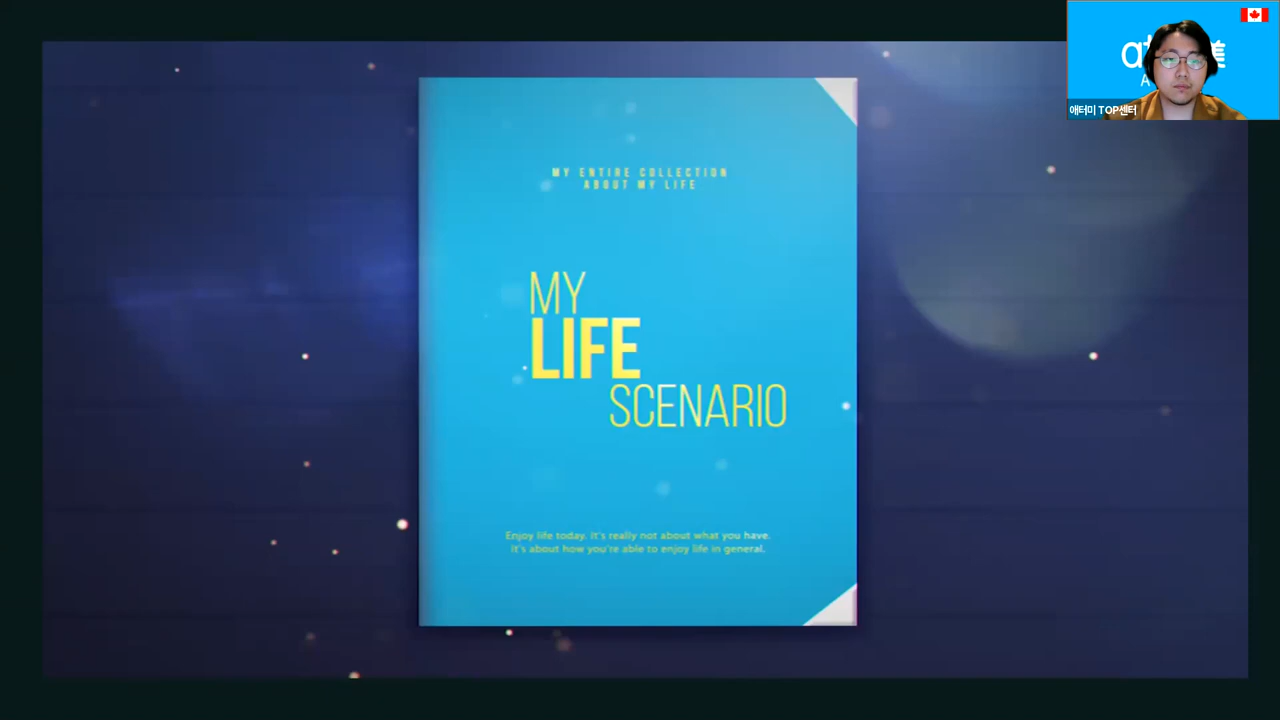 MY ENTIRE COLLECTION
ABOUT MY LIFE
MY
LIFE
SCENARIO
Enjoy life today. It's really not about what you have.
It's about how you're able to enjoy life in general.
애터미 TOP센터